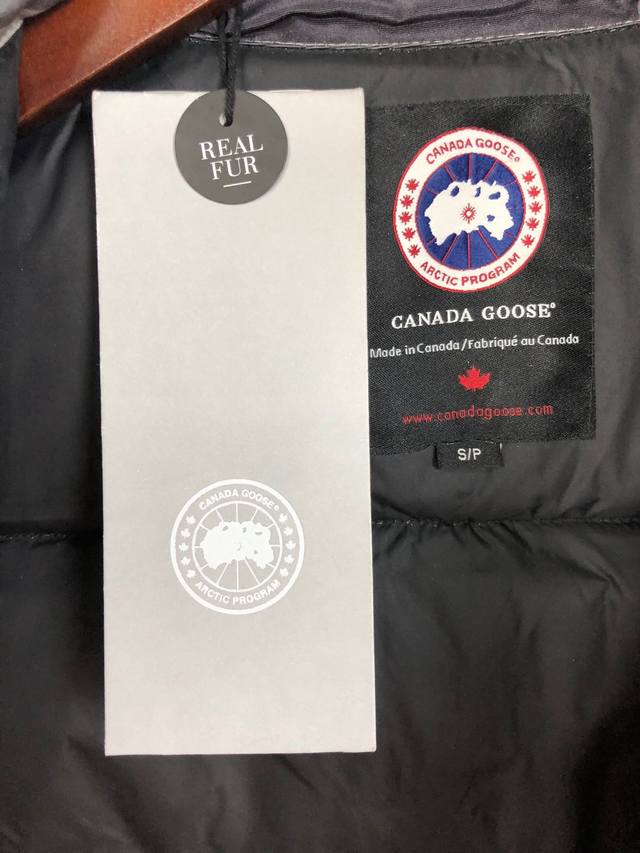 REAL
FUR
CANADA GOOSE®
ARCTIC PROGRAM
CANADA GOOSE®
ARCTIC PROGRAM
CANADA GOOSE®
Made in Canada/Fabriqué au Canada
www.canadagoose.com
S/P